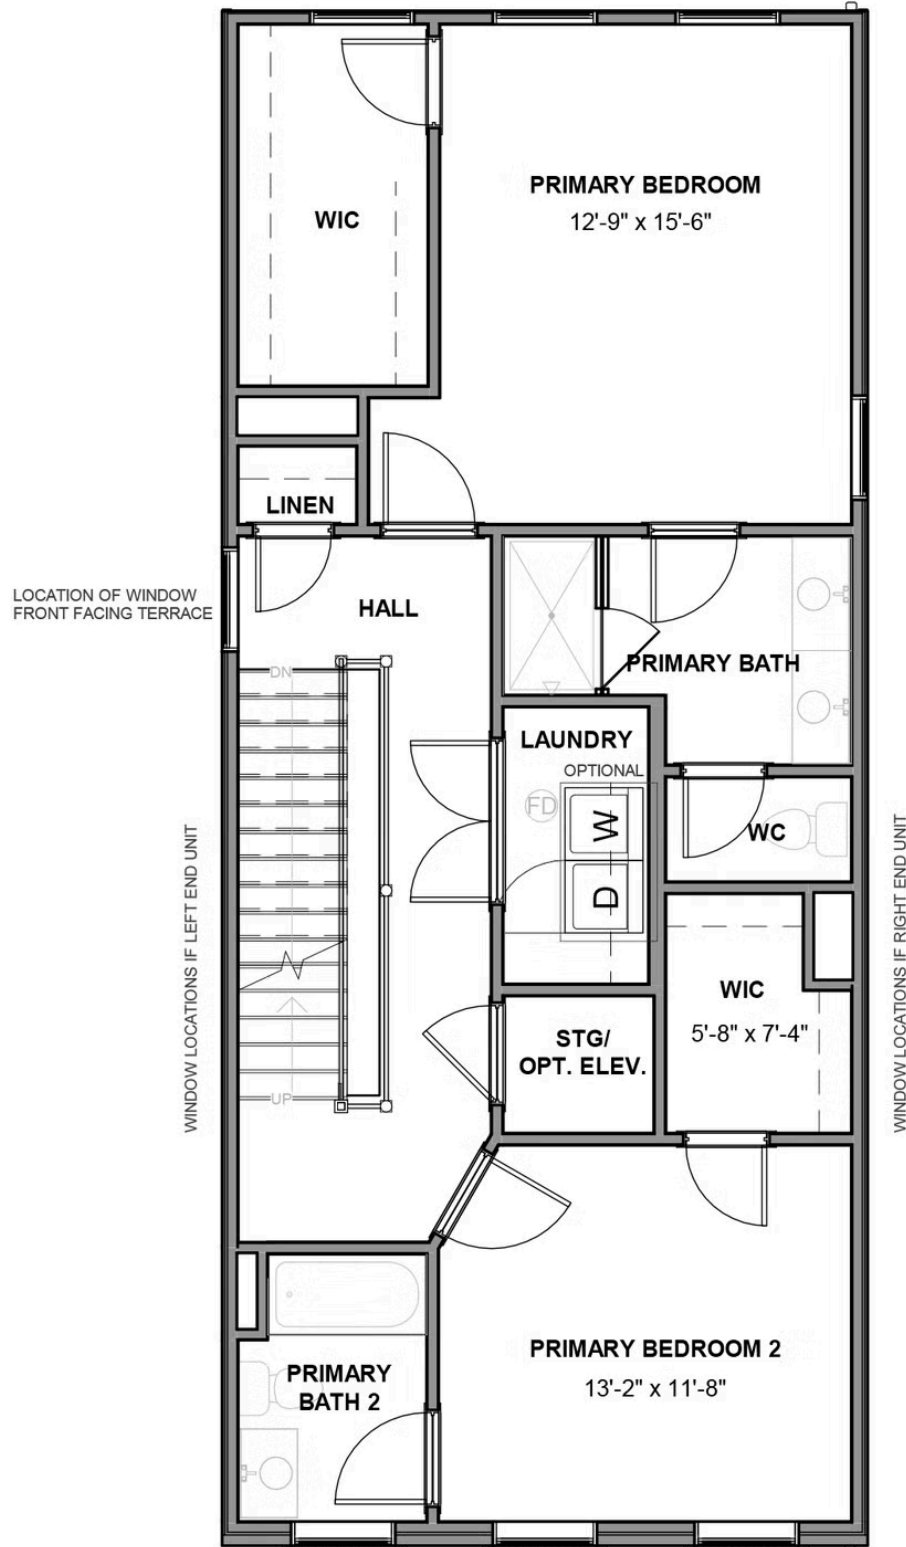 PRIMARY BEDROOM
12'-9" x 15'-6"
WIC
LINEN
LOCATION OF WINDOW
FRONT FACING TERRACE
HALL
DN
PRIMARY BATH
LAUNDRY
OPTIONAL
FD
W
D
WC
WINDOW LOCATIONS IF LEFT END UNIT
WINDOW LOCATIONS IF RIGHT END UNIT
WIC
5'-8" x 7'-4"
STG/
OPT. ELEV.
UP
PRIMARY BEDROOM 2
13'-2" x 11'-8"
PRIMARY
BATH 2